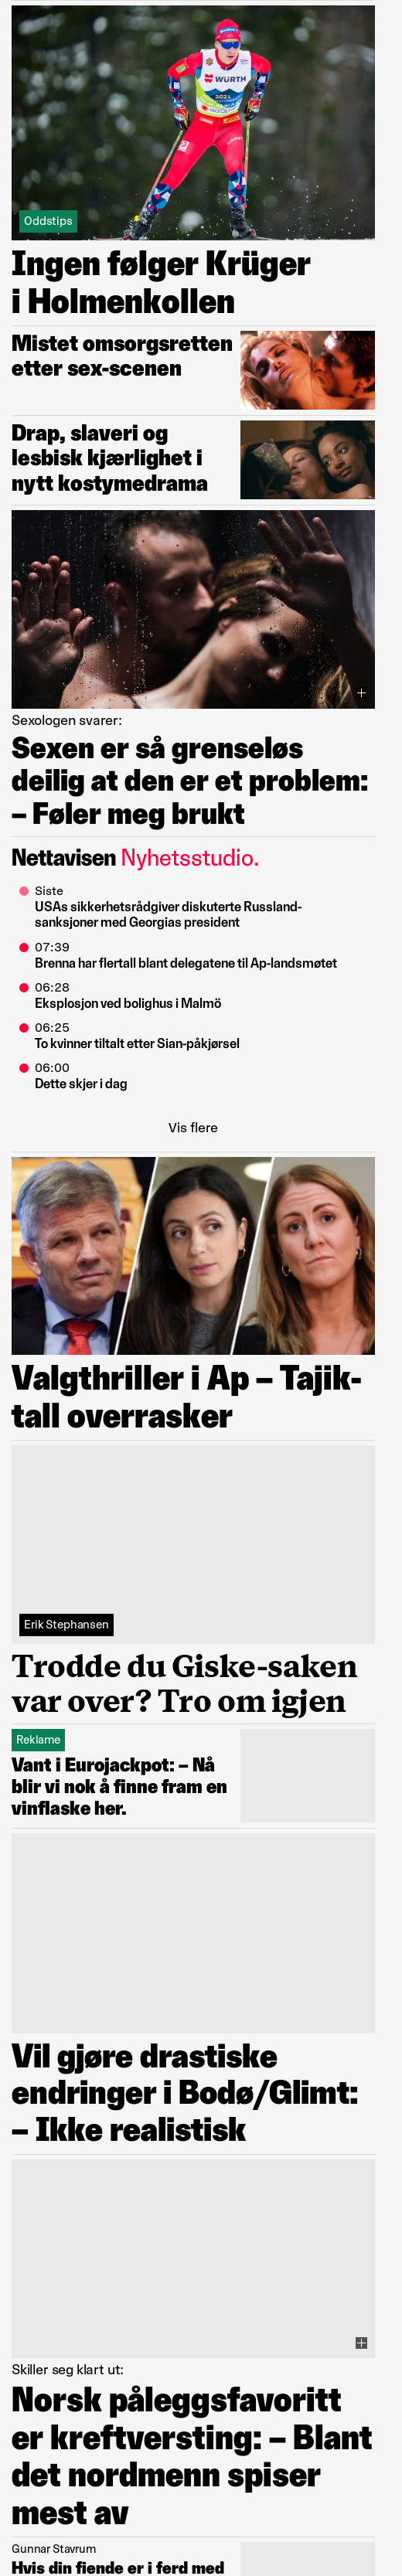 WÜRTH
2021
Oddstips
Ingen følger Krüger
i Holmenkollen
Mistet omsorgsretten
etter sex-scenen
Drap, slaveri og
lesbisk kjærlighet i
nytt kostymedrama
Sexologen svarer:
Sexen er så grenseløs
deilig at den er et problem:
– Føler meg brukt
Nettavisen Nyhetsstudio.
Siste
USAs sikkerhetsrådgiver diskuterte Russland-
sanksjoner med Georgias president
07:39
Brenna har flertall blant delegatene til Ap-landsmøtet
06:28
Eksplosjon ved bolighus i Malmö
06:25
To kvinner tiltalt etter Sian-påkjørsel
06:00
Dette skjer i dag
Vis flere
Valgthriller i Ap – Tajik-
tall overrasker
Erik Stephansen
Trodde du Giske-saken
var over? Tro om igjen
Reklame
Vant i Eurojackpot: – Nå
blir vi nok å finne fram en
vinflaske her.
Vil gjøre drastiske
endringer i Bodø/Glimt:
– Ikke realistisk
Skiller seg klart ut:
Norsk påleggsfavoritt
er kreftversting: – Blant
det nordmenn spiser
mest av
Gunnar Stavrum
Hvis din fiende er i ferd med